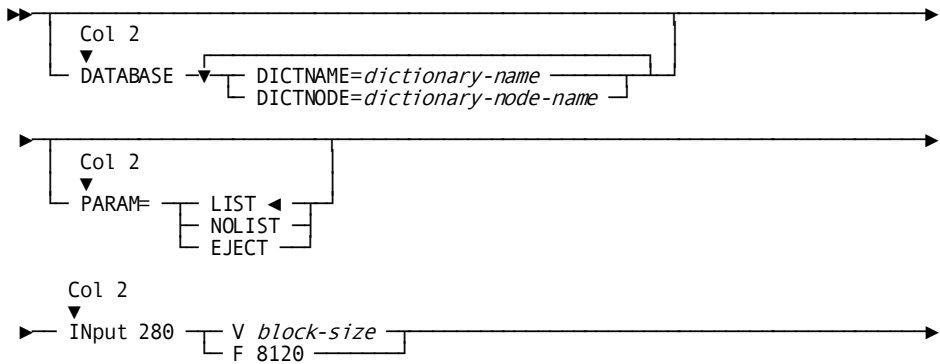 Col 2
DATABASE DICTNAME=dictionary-name
DICTNODE=dictionary-node-name
Col 2
PARAM= LIST
NOLIST
EJECT
Col 2
INput 280 V block-size
F 8120